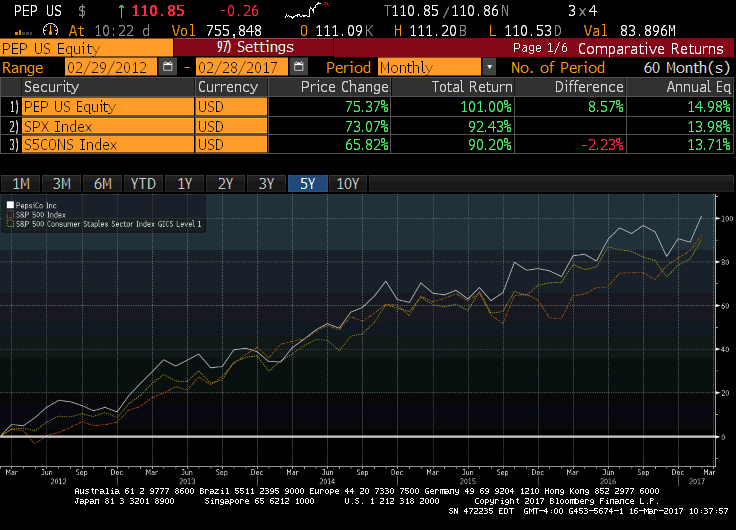 PEP US $ ↑ 110.85 -0.26 T110.85 /110.86N 3x4
At 10:22 d Vol 755,848 O 111.09K H 111.20B L 110.53D Val 83.896M
PEP US Equity 97) Settings Page 1/6 Comparative Returns
Range 02/29/2012 - 02/28/2017 Period Monthly No. of Period 60 Month(s)
Security Currency Price Change Total Return Difference Annual Eq
1) PEP US Equity USD 75.37% 101.00% 8.57% 14.98%
2) SPX Index USD 73.07% 92.43% 13.98%
3) S5CONS Index USD 65.82% 90.20% -2.23% 13.71%
1M 3M 6M YTD 1Y 2Y 3Y 5Y 10Y
PepsiCo Inc
S&P 500 Index
S&P 500 Consumer Staples Sector Index GICS Level 1
100
80
60
40
20
0
Mar Jun Sep Dec Mar Jun Sep Dec Mar Jun Sep Dec Mar Jun Sep Dec Mar Jun Sep Dec Mar
2012 2013 2014 2015 2016 2017
Australia 61 2 9777 8600 Brazil 5511 2395 9000 Europe 44 20 7330 7500 Germany 49 69 9204 1210 Hong Kong 852 2977 6000
Japan 81 3 3201 8900 Singapore 65 6212 1000 U.S. 1 212 318 2000 Copyright 2017 Bloomberg Finance L.P.
SN 472235 EDT GMT-4:00 G453-5674-1 16-Mar-2017 10:37:57